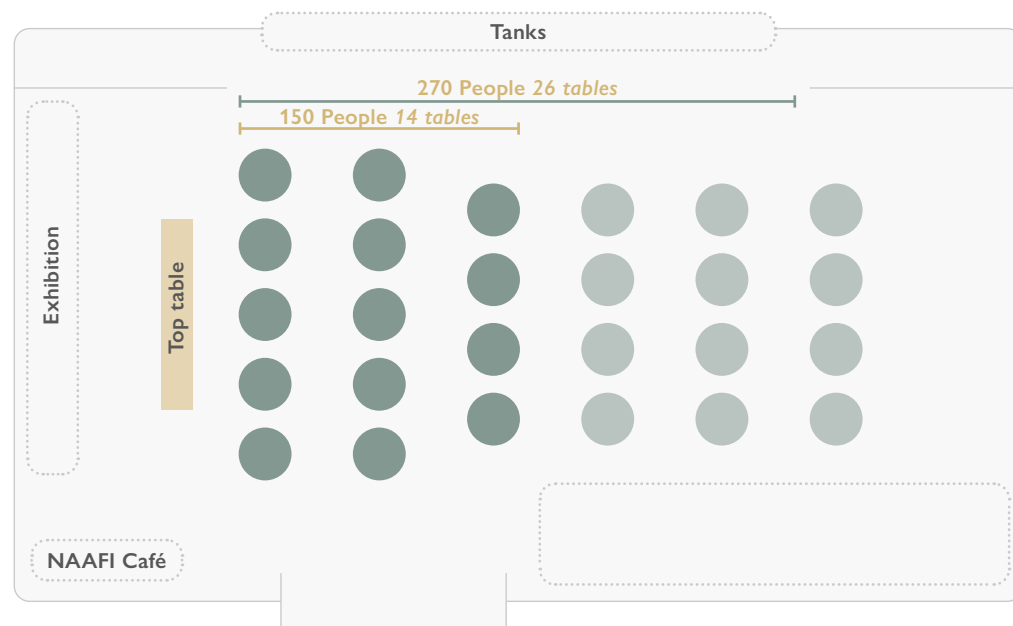 Tanks
270 People 26 tables
150 People 14 tables
Exhibition
Top table
NAAFI Café